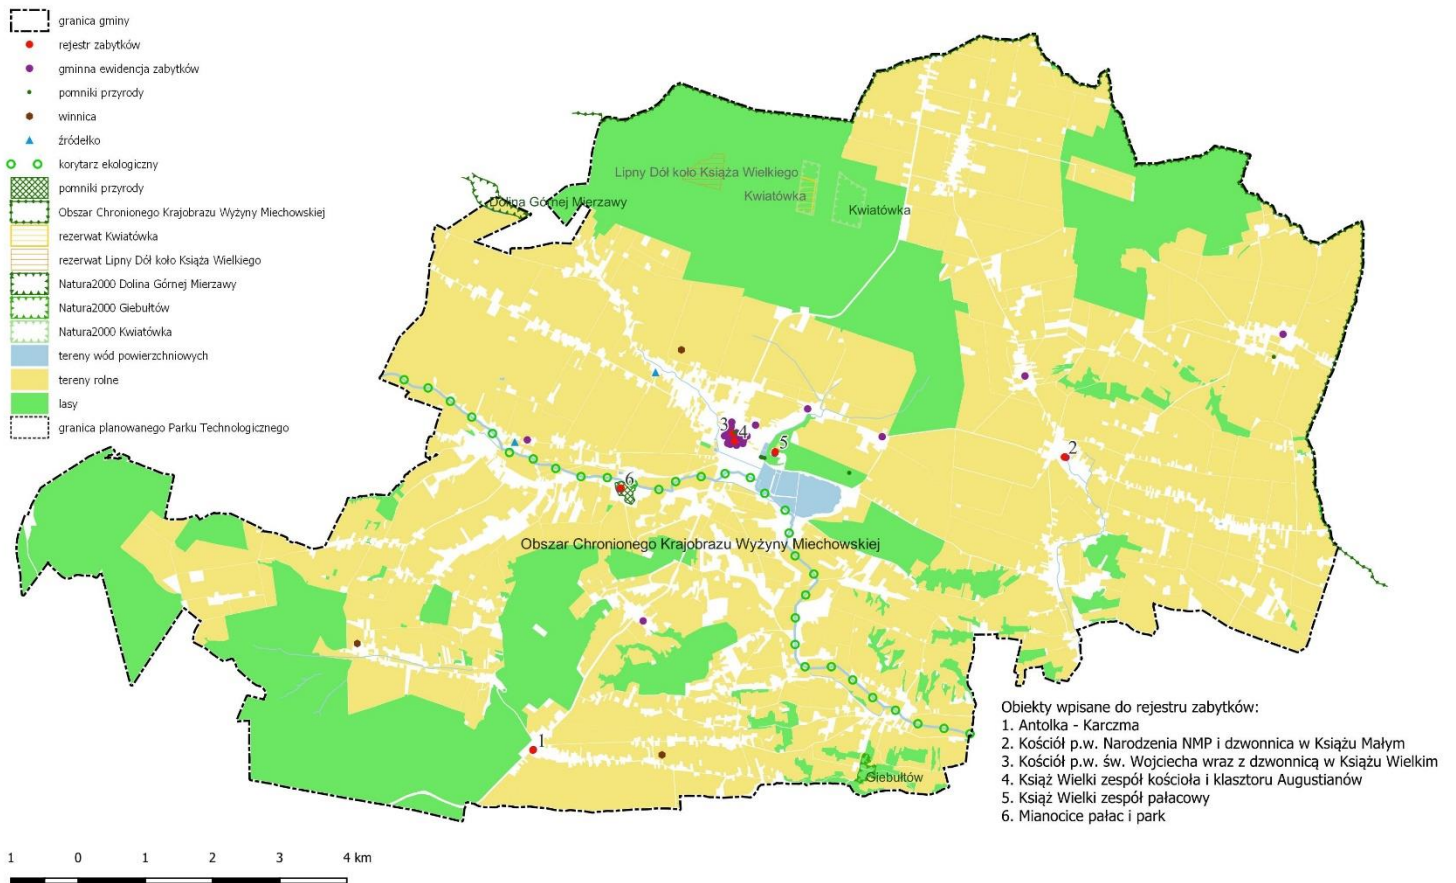 granica gminy
rejestr zabytków
gminna ewidencja zabytków
pomniki przyrody
winnica
źródełko
korytarz ekologiczny
pomniki przyrody
Obszar Chronionego Krajobrazu Wyżyny Miechowskiej
rezerwat Kwiatówka
rezerwat Lipny Dół koło Książa Wielkiego
Natura2000 Dolina Górnej Mierzawy
Natura2000 Giebułtów
Natura2000 Kwiatówka
tereny wód powierzchniowych
tereny rolne
lasy
granica planowanego Parku Technologicznego
Lipny Dół koło Książa Wielkiego
Kwiatówka
Kwiatówka
Dolina Górnej Mierzawy
3
4
5
2
6
Obszar Chronionego Krajobrazu Wyżyny Miechowskiej
1
Giebułtów
Obiekty wpisane do rejestru zabytków:
1. Antolka - Karczma
2. Kościół p.w. Narodzenia NMP i dzwonnica w Książu Małym
3. Kościół p.w. św. Wojciecha wraz z dzwonnicą w Książu Wielkim
4. Książ Wielki zespół kościoła i klasztoru Augustianów
5. Książ Wielki zespół pałacowy
6. Mianocice pałac i park
1 0 1 2 3 4 km